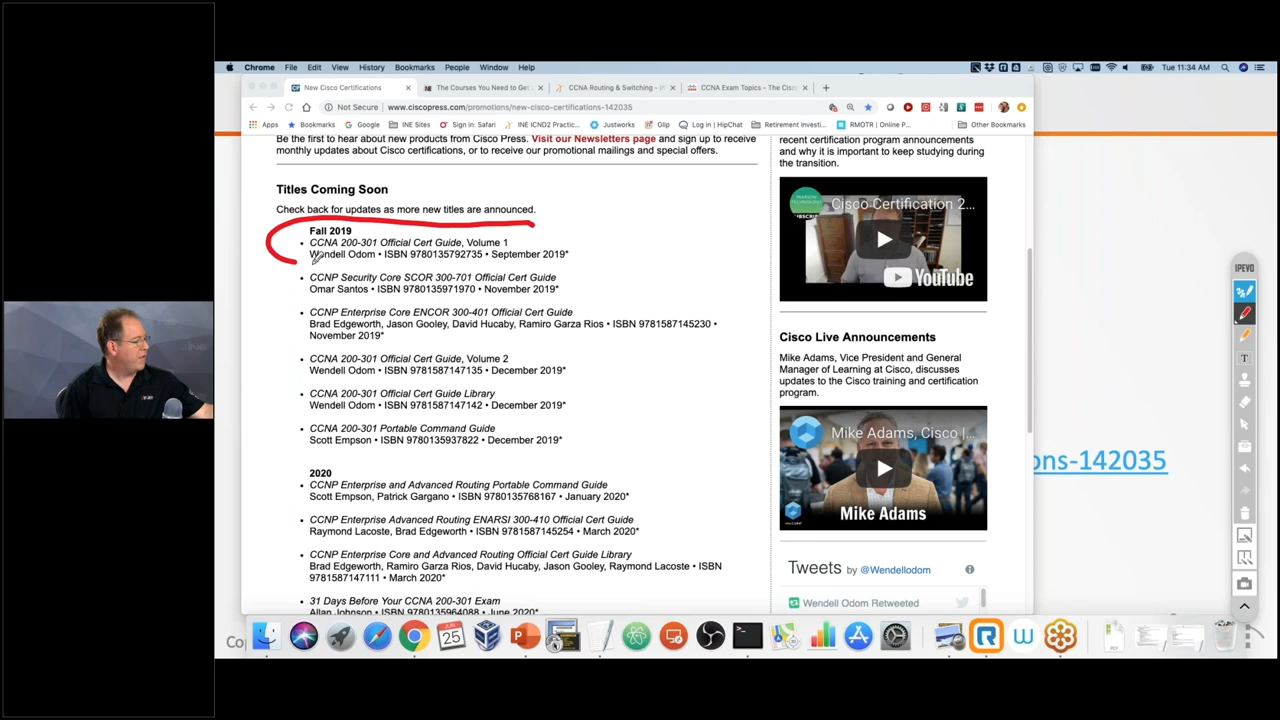 Chrome File Edit View History Bookmarks People Window Help
Tue 11:34 AM
New Cisco Certifications
The Courses You Need to Get
CCNA Routing & Switching - I
CCNA Exam Topics - The Cisc
Not Secure www.ciscopress.com/promotions/new-cisco-certifications-142035
Apps Bookmarks Google INE Sites Sign in: Safari INE ICND2 Practic... Justworks Glip Log in | HipChat Retirement Investi... RMOTR | Online P... Other Bookmarks
Be the first to hear about new products from Cisco Press. Visit our Newsletters page and sign up to receive
monthly updates about Cisco certifications, or to receive our promotional mailings and special offers.
Titles Coming Soon
Check back for updates as more new titles are announced.
Fall 2019
• CCNA 200-301 Official Cert Guide, Volume 1
Wendell Odom • ISBN 9780135792735 • September 2019*
• CCNP Security Core SCOR 300-701 Official Cert Guide
Omar Santos • ISBN 9780135971970 • November 2019*
• CCNP Enterprise Core ENCOR 300-401 Official Cert Guide
Brad Edgeworth, Jason Gooley, David Hucaby, Ramiro Garza Rios • ISBN 9781587145230 •
November 2019*
• CCNA 200-301 Official Cert Guide, Volume 2
Wendell Odom • ISBN 9781587147135 • December 2019*
• CCNA 200-301 Official Cert Guide Library
Wendell Odom • ISBN 9781587147142 • December 2019*
• CCNA 200-301 Portable Command Guide
Scott Empson • ISBN 9780135937822 • December 2019*
2020
• CCNP Enterprise and Advanced Routing Portable Command Guide
Scott Empson, Patrick Gargano • ISBN 9780135768167 • January 2020*
• CCNP Enterprise Advanced Routing ENARSI 300-410 Official Cert Guide
Raymond Lacoste, Brad Edgeworth • ISBN 9781587145254 • March 2020*
• CCNP Enterprise Core and Advanced Routing Official Cert Guide Library
Brad Edgeworth, Ramiro Garza Rios, David Hucaby, Jason Gooley, Raymond Lacoste • ISBN
9781587147111 • March 2020*
• 31 Days Before Your CCNA 200-301 Exam
Allan Johnson • ISBN 9780135964088 • June 2020*
recent certification program announcements
and why it is important to keep studying during
the transition.
Cisco Certification 2...
YouTube
Cisco Live Announcements
Mike Adams, Vice President and General
Manager of Learning at Cisco, discusses
updates to the Cisco training and certification
program.
Mike Adams, Cisco |...
Mike Adams
Tweets by @Wendellodom
Wendell Odom Retweeted
ons-142035
IPEVO
T
JUN
25